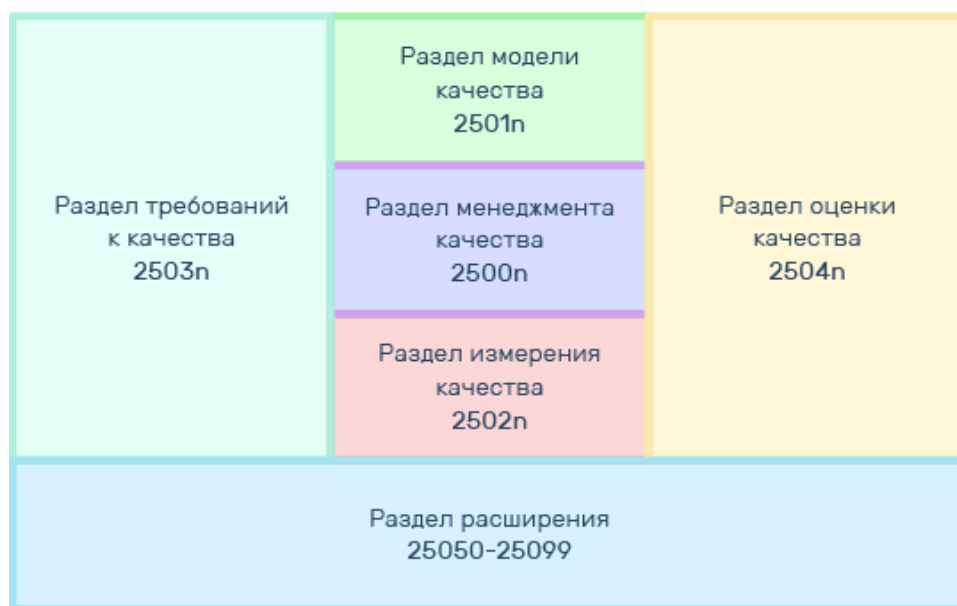 Раздел модели
качества
2501n
Раздел требований
к качества
2503n
Раздел менеджмента
качества
2500n
Раздел оценки
качества
2504n
Раздел измерения
качества
2502n
Раздел расширения
25050-25099